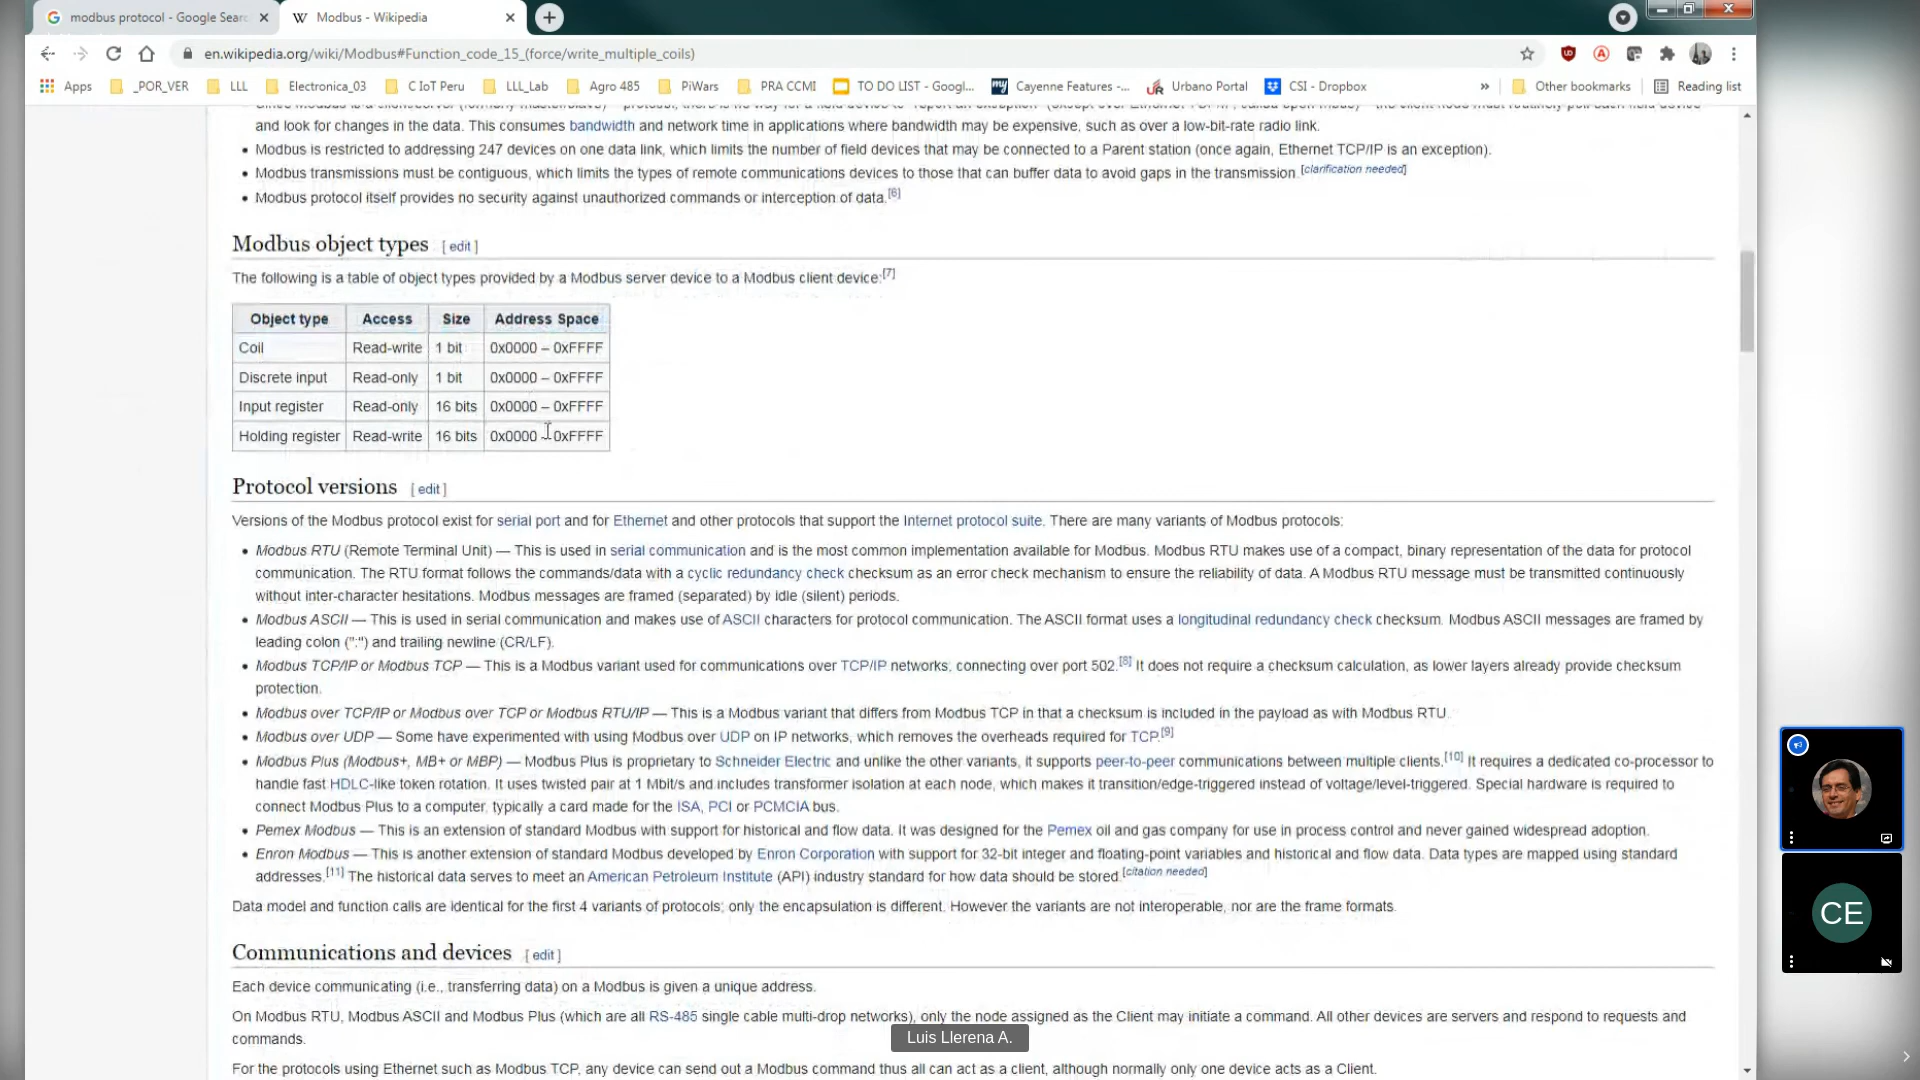 modbus protocol - Google Sear
Modbus - Wikipedia
en.wikipedia.org/wiki/Modbus#Function_code_15_(force/write_multiple_coils)
Apps _POR_VER LLL Electronica_03 C IoT Peru LLL_Lab Agro 485 PiWars PRA CCMI TO DO LIST - Googl... Cayenne Features -... Urbano Portal CSI - Dropbox » Other bookmarks Reading list
and look for changes in the data. This consumes bandwidth and network time in applications where bandwidth may be expensive, such as over a low-bit-rate radio link.
• Modbus is restricted to addressing 247 devices on one data link, which limits the number of field devices that may be connected to a Parent station (once again, Ethernet TCP/IP is an exception).
• Modbus transmissions must be contiguous, which limits the types of remote communications devices to those that can buffer data to avoid gaps in the transmission.[clarification needed]
• Modbus protocol itself provides no security against unauthorized commands or interception of data.[6]
Modbus object types [ edit ]
The following is a table of object types provided by a Modbus server device to a Modbus client device:[7]
Object type Access Size Address Space
Coil Read-write 1 bit 0x0000 – 0xFFFF
Discrete input Read-only 1 bit 0x0000 – 0xFFFF
Input register Read-only 16 bits 0x0000 – 0xFFFF
Holding register Read-write 16 bits 0x0000 – 0xFFFF
Protocol versions [ edit ]
Versions of the Modbus protocol exist for serial port and for Ethernet and other protocols that support the Internet protocol suite. There are many variants of Modbus protocols:
• Modbus RTU (Remote Terminal Unit) — This is used in serial communication and is the most common implementation available for Modbus. Modbus RTU makes use of a compact, binary representation of the data for protocol
communication. The RTU format follows the commands/data with a cyclic redundancy check checksum as an error check mechanism to ensure the reliability of data. A Modbus RTU message must be transmitted continuously
without inter-character hesitations. Modbus messages are framed (separated) by idle (silent) periods.
• Modbus ASCII — This is used in serial communication and makes use of ASCII characters for protocol communication. The ASCII format uses a longitudinal redundancy check checksum. Modbus ASCII messages are framed by
leading colon (":") and trailing newline (CR/LF).
• Modbus TCP/IP or Modbus TCP — This is a Modbus variant used for communications over TCP/IP networks, connecting over port 502.[8] It does not require a checksum calculation, as lower layers already provide checksum
protection.
• Modbus over TCP/IP or Modbus over TCP or Modbus RTU/IP — This is a Modbus variant that differs from Modbus TCP in that a checksum is included in the payload as with Modbus RTU.
• Modbus over UDP — Some have experimented with using Modbus over UDP on IP networks, which removes the overheads required for TCP.[9]
• Modbus Plus (Modbus+, MB+ or MBP) — Modbus Plus is proprietary to Schneider Electric and unlike the other variants, it supports peer-to-peer communications between multiple clients.[10] It requires a dedicated co-processor to
handle fast HDLC-like token rotation. It uses twisted pair at 1 Mbit/s and includes transformer isolation at each node, which makes it transition/edge-triggered instead of voltage/level-triggered. Special hardware is required to
connect Modbus Plus to a computer, typically a card made for the ISA, PCI or PCMCIA bus.
• Pemex Modbus — This is an extension of standard Modbus with support for historical and flow data. It was designed for the Pemex oil and gas company for use in process control and never gained widespread adoption.
• Enron Modbus — This is another extension of standard Modbus developed by Enron Corporation with support for 32-bit integer and floating-point variables and historical and flow data. Data types are mapped using standard
addresses.[11] The historical data serves to meet an American Petroleum Institute (API) industry standard for how data should be stored.[citation needed]
Data model and function calls are identical for the first 4 variants of protocols; only the encapsulation is different. However the variants are not interoperable, nor are the frame formats.
CE
Communications and devices [ edit ]
Each device communicating (i.e., transferring data) on a Modbus is given a unique address.
On Modbus RTU, Modbus ASCII and Modbus Plus (which are all RS-485 single cable multi-drop networks), only the node assigned as the Client may initiate a command. All other devices are servers and respond to requests and
commands.
Luis Llerena A.
For the protocols using Ethernet such as Modbus TCP, any device can send out a Modbus command thus all can act as a client, although normally only one device acts as a Client.